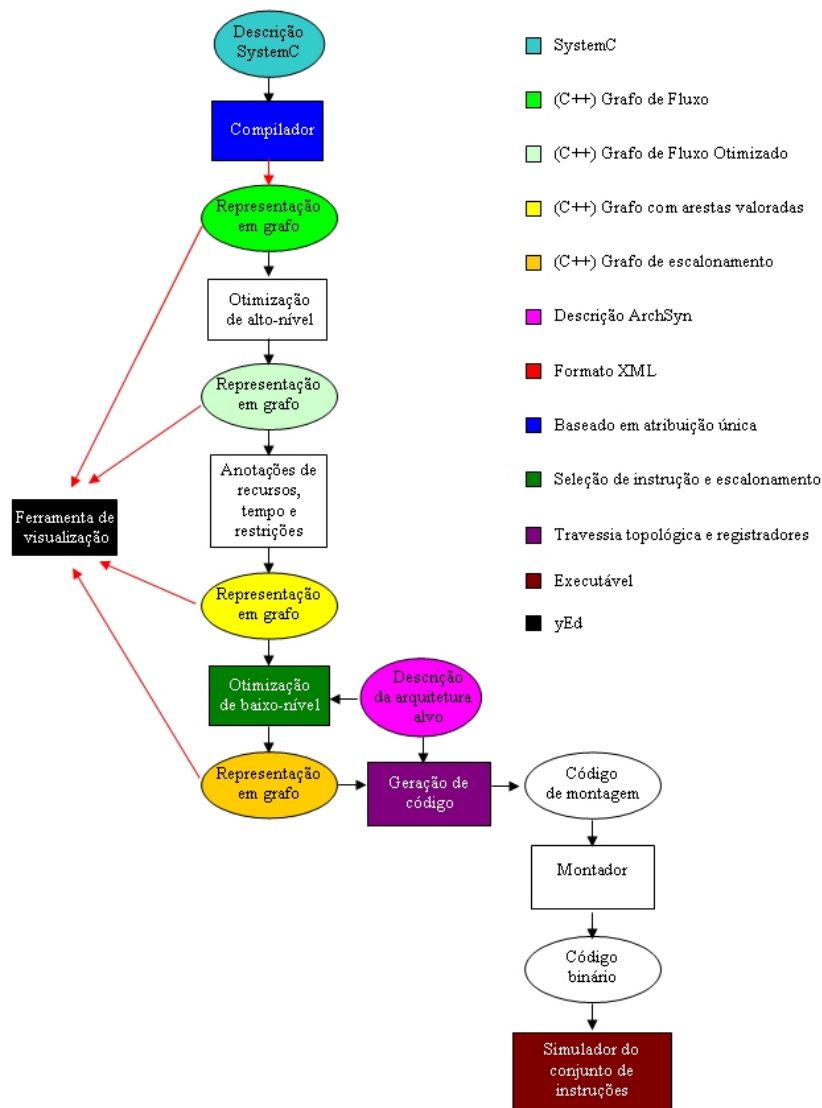 Descrição
SystemC
Compilador
Representação
em grafo
Otimização
de alto-nível
Representação
em grafo
Anotações de
recursos,
tempo e
restrições
Ferramenta de
visualização
Representação
em grafo
Otimização
de baixo-nível
Descrição
da arquitetura
alvo
Representação
em grafo
Geração de
código
Código
de montagem
Montador
Código
binário
Simulador do
conjunto de
instruções
SystemC
(C++) Grafo de Fluxo
(C++) Grafo de Fluxo Otimizado
(C++) Grafo com arestas valoradas
(C++) Grafo de escalonamento
Descrição ArchSyn
Formato XML
Baseado em atribuição única
Seleção de instrução e escalonamento
Travessia topológica e registradores
Executável
yEd